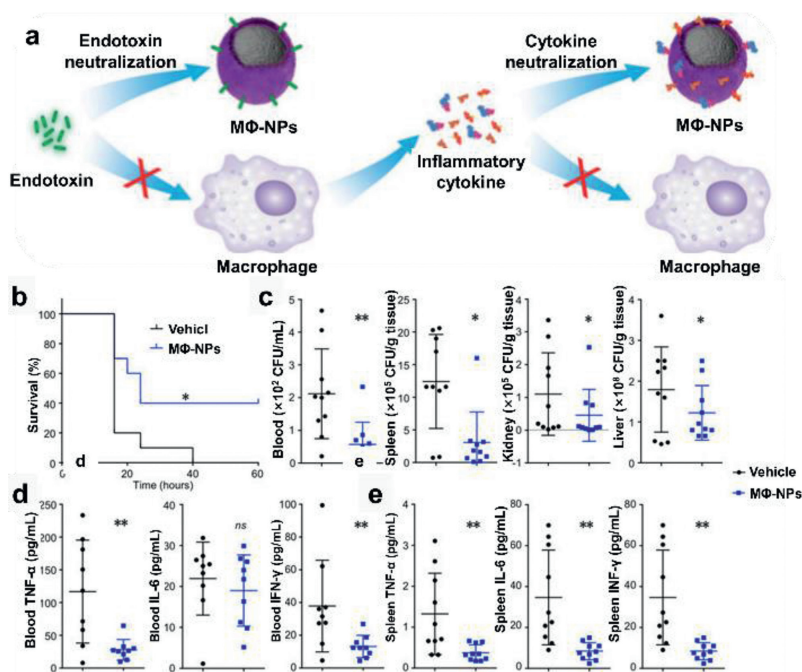 a
Endotoxin
neutralization
Cytokine
neutralization
MΦ-NPs
MΦ-NPs
Endotoxin
Inflammatory
cytokine
Macrophage
Macrophage
b
100
80
60
40
20
0
Survival (%)
Vehicl
MΦ-NPs
*
d
0
20
40
60
Time (hours)
c
5
4
3
2
1
0
Blood (×10² CFU/mL)
**
25
20
15
10
5
0
Spleen (×10⁵ CFU/g tissue)
*
e
4
3
2
1
-1
Kidney (×10⁵ CFU/g tissue)
*
4
3
2
1
0
Liver (×10⁸ CFU/g tissue)
*
Vehicle
MΦ-NPs
d
250
200
150
100
50
0
Blood TNF-α (pg/mL)
**
40
30
20
10
0
Blood IL-6 (pg/mL)
ns
100
80
60
40
20
0
Blood IFN-γ (pg/mL)
**
e
4
3
2
1
0
Spleen TNF-α (pg/mL)
**
80
60
40
20
0
Spleen IL-6 (pg/mL)
**
80
60
40
20
0
Spleen INF-γ (pg/mL)
**